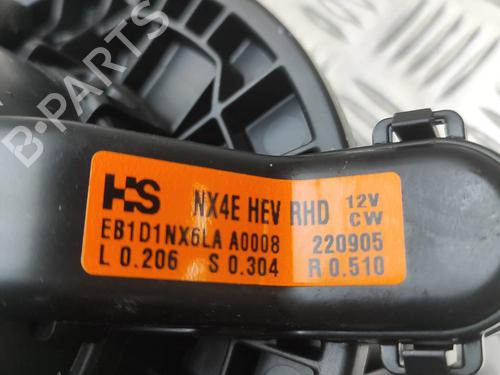 B-PARTS
HS NX4E HEV RHD 12V CW
EB1D1NX6LA A0008 220905
L 0.206 S 0.304 R 0.510